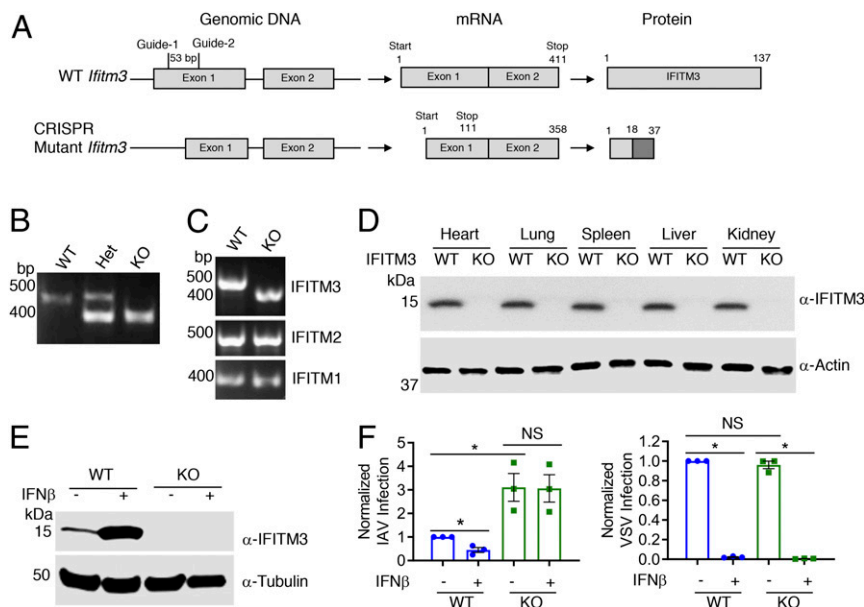 A
Genomic DNA
mRNA
Protein
Guide-1
Guide-2
53 bp
Start
Stop
1
411
1
137
WT Ifitm3
Exon 1
Exon 2
Exon 1
Exon 2
IFITM3
CRISPR
Mutant Ifitm3
Start
Stop
1
111
358
1
18
37
Exon 1
Exon 2
Exon 1
Exon 2
B
WT
Het
KO
bp
500
400
C
WT
KO
bp
500
400
IFITM3
500
IFITM2
400
IFITM1
D
Heart
Lung
Spleen
Liver
Kidney
IFITM3
WT KO
WT KO
WT KO
WT KO
WT KO
kDa
15
α-IFITM3
37
α-Actin
E
WT
KO
IFNβ
-
+
-
+
kDa
15
α-IFITM3
50
α-Tubulin
F
Normalized
IAV Infection
5
4
3
2
1
0
*
NS
*
IFNβ
-
+
-
+
WT
KO
Normalized
VSV Infection
1.0
0.8
0.6
0.4
0.2
0.0
NS
*
*
IFNβ
-
+
-
+
WT
KO